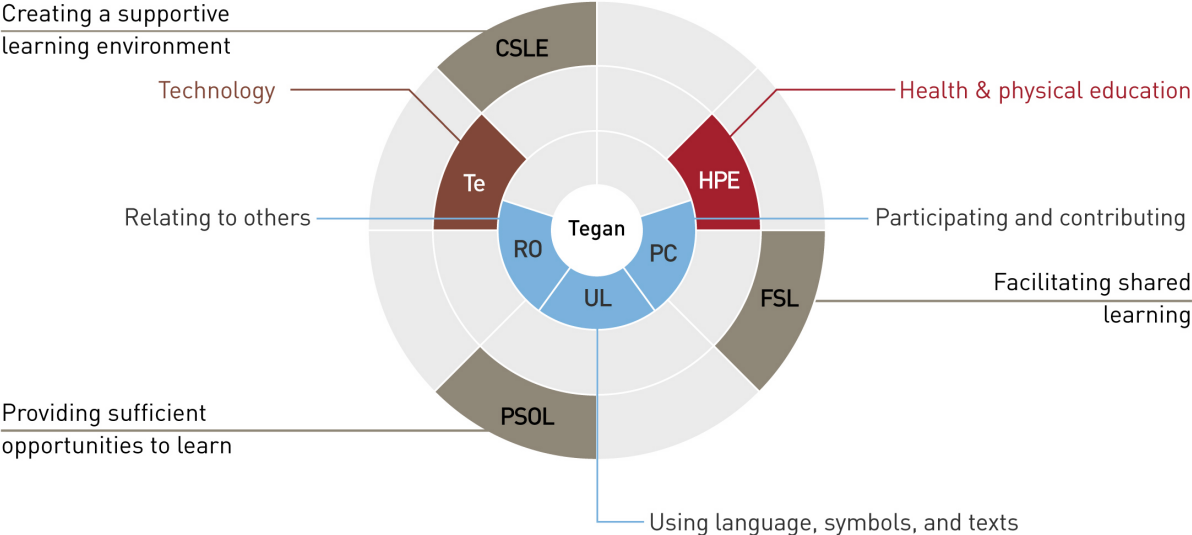 Creating a supportive
learning environment
CSLE
Technology
Health & physical education
Te
HPE
Relating to others
Participating and contributing
Tegan
RO
PC
UL
FSL
Facilitating shared
learning
Providing sufficient
opportunities to learn
PSOL
Using language, symbols, and texts